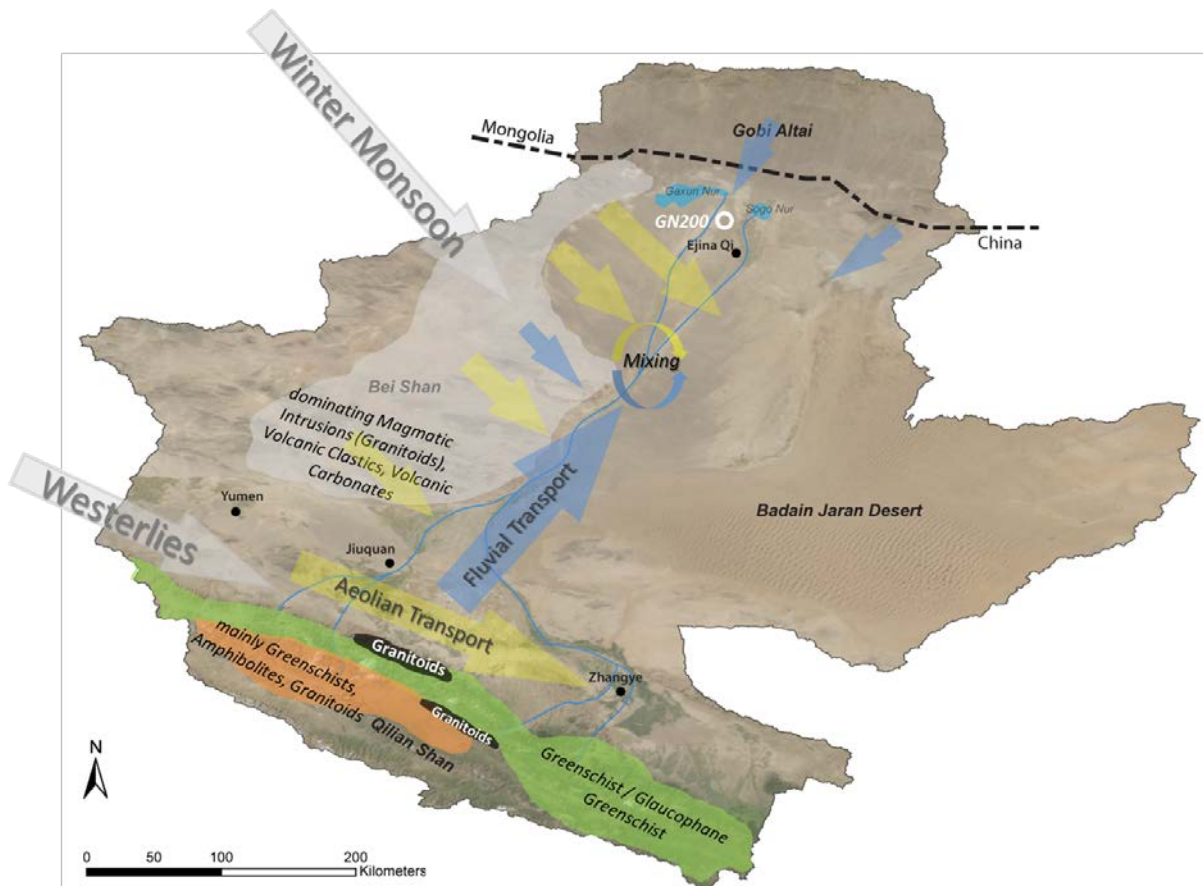 Winter Monsoon
Mongolia
Gobi Altai
Gaxun Nur
Sogo Nur
GN200
Ejina Qi
China
Mixing
Bei Shan
dominating Magmatic
Intrusions (Granitoids),
Volcanic Clastics, Volcanic
Carbonates
Westerlies
Yumen
Jiuquan
Fluvial Transport
Badain Jaran Desert
Aeolian Transport
mainly Greenschists,
Amphibolites, Granitoids
Qilian Shan
Granitoids
Granitoids
Zhangye
Greenschist / Glaucophane
Greenschist
N
0 50 100 200
Kilometers